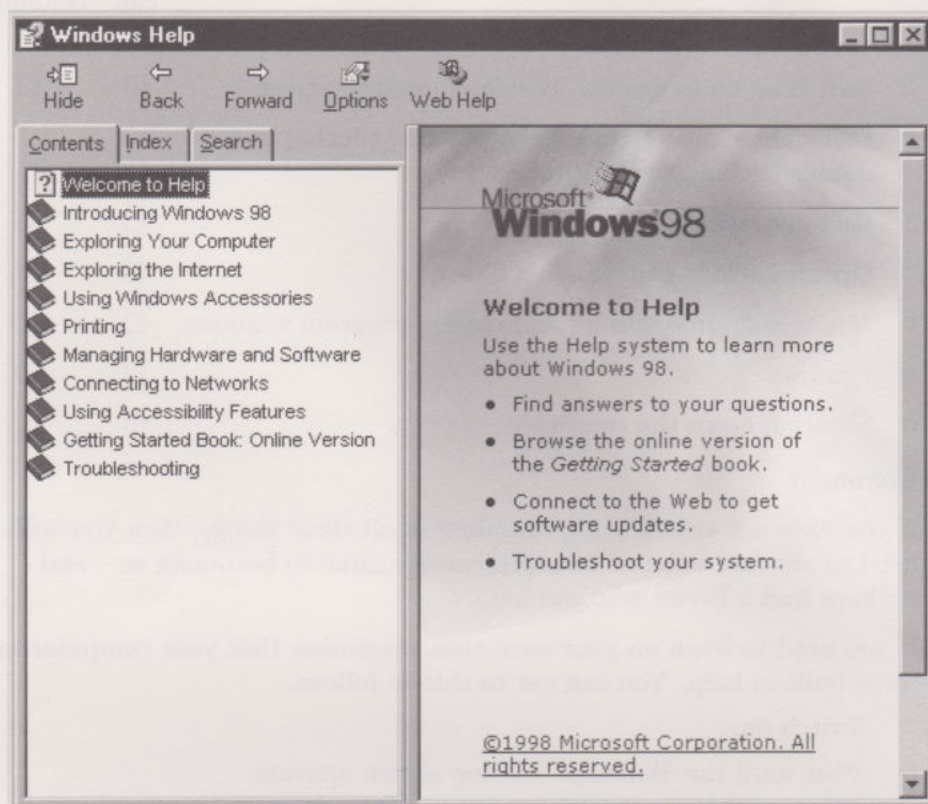 Windows Help
Hide Back Forward Options Web Help
Contents Index Search
Welcome to Help
Introducing Windows 98
Exploring Your Computer
Exploring the Internet
Using Windows Accessories
Printing
Managing Hardware and Software
Connecting to Networks
Using Accessibility Features
Getting Started Book: Online Version
Troubleshooting
Microsoft®
Windows 98
Welcome to Help
Use the Help system to learn more
about Windows 98.
• Find answers to your questions.
• Browse the online version of
the Getting Started book.
• Connect to the Web to get
software updates.
• Troubleshoot your system.
©1998 Microsoft Corporation. All
rights reserved.